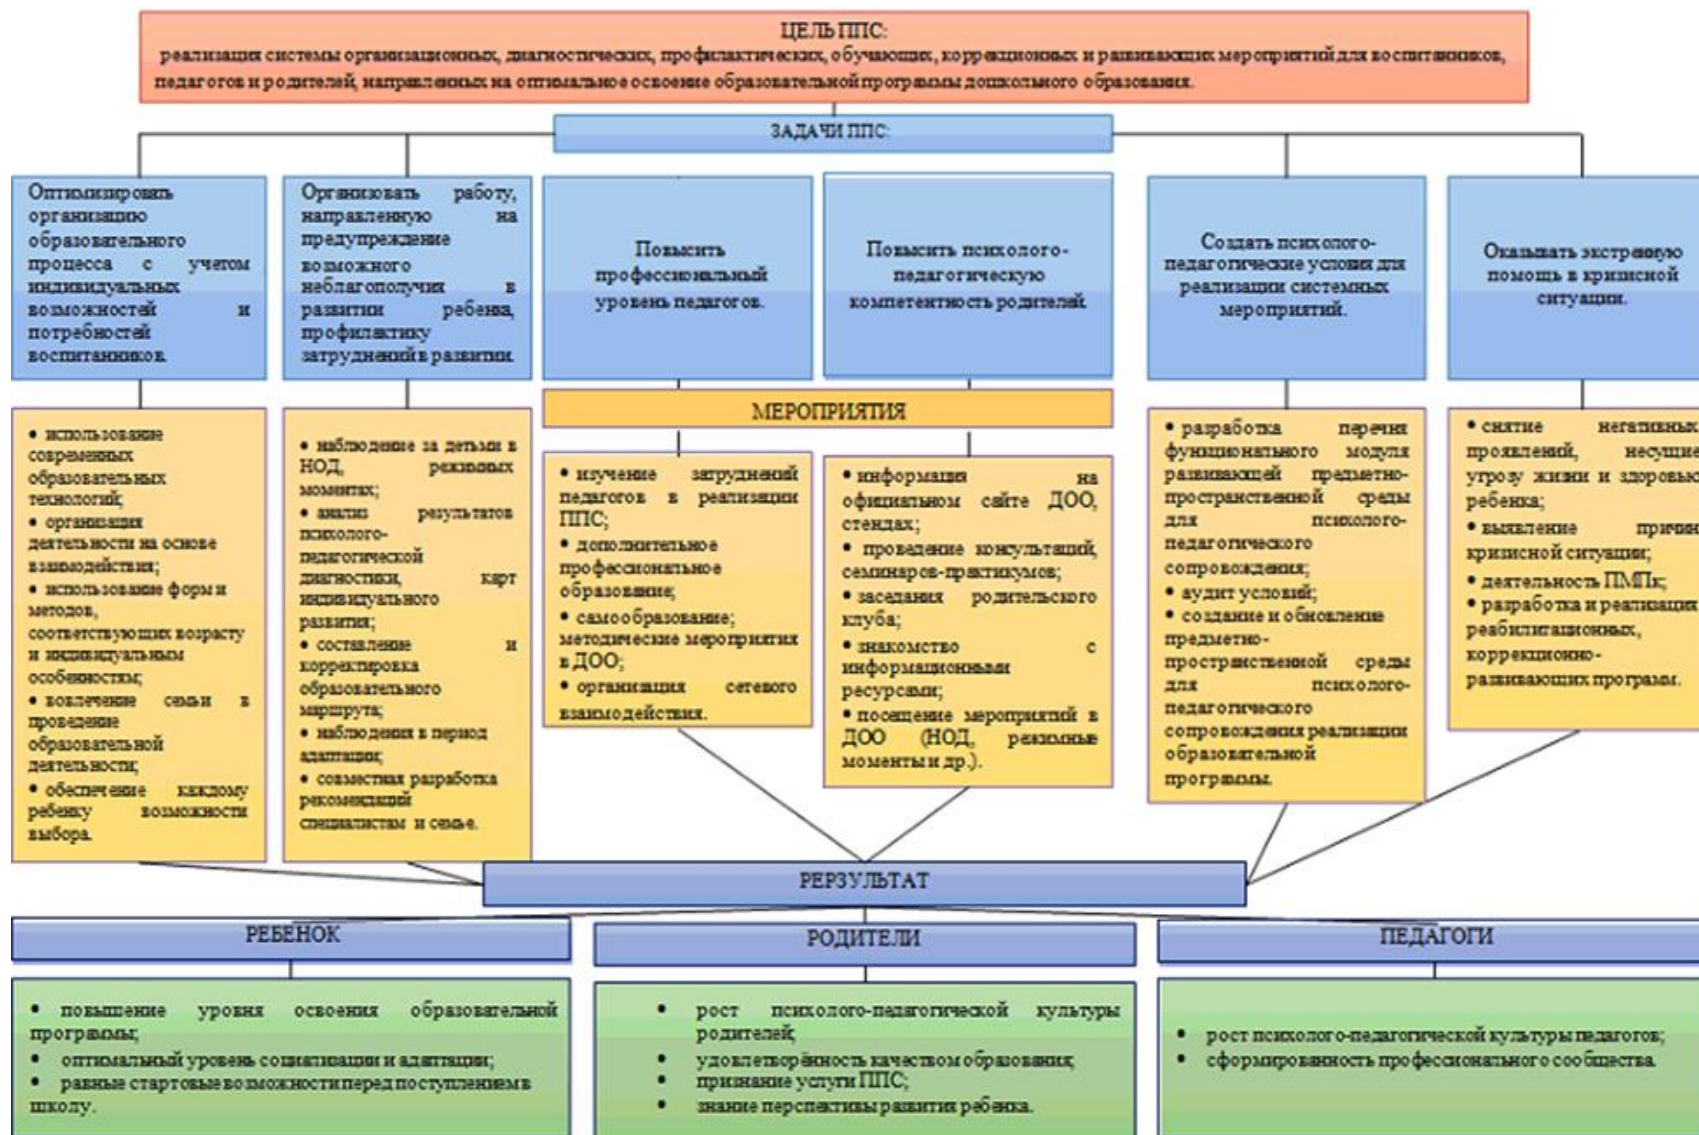 ЦЕЛЬ ППС:
реализация системы организационных, диагностических, профилактических, обучающих, коррекционных и развивающих мероприятий для воспитанников,
педагогов и родителей, направленных на оптимальное освоение образовательной программы дошкольного образования.
ЗАДАЧИ ППС:
Оптимизировать
организацию
образовательного
процесса с учетом
индивидуальных
возможностей и
потребностей
воспитанников.
Организовать работу,
направленную на
предупреждение
возможного
неблагополучия в
развитии ребенка,
профилактику
затруднений в развитии.
Повысить
профессиональный
уровень педагогов.
Повысить психолого-
педагогическую
компетентность родителей.
Создать психолого-
педагогические условия для
реализации системных
мероприятий.
Оказывать экстренную
помощь в кризисной
ситуации.
МЕРОПРИЯТИЯ
• использование
современных
образовательных
технологий;
• организация
деятельности на основе
взаимодействия;
• использование форм и
методов,
соответствующих возрасту
и индивидуальным
особенностям;
• вовлечение семьи в
проведение
образовательной
деятельности;
• обеспечение каждому
ребенку возможности
выбора.
• наблюдение за детьми в
НОД, режимных
моментах;
• анализ результатов
психолого-
педагогической
диагностики, карт
индивидуального
развития;
• составление и
корректировка
образовательного
маршрута;
• наблюдения в период
адаптации;
• совместная разработка
рекомендаций
специалистам и семье.
• изучение затруднений
педагогов в реализации
ППС;
• дополнительное
профессиональное
образование;
• самообразование;
методические мероприятия
в ДОО;
• организация сетевого
взаимодействия.
• информация на
официальном сайте ДОО,
стендах;
• проведение консультаций,
семинаров-практикумов;
• заседания родительского
клуба;
• знакомство с
информационными
ресурсами;
• посещение мероприятий в
ДОО (НОД, режимные
моменты и др.).
• разработка перечня
функционального модуля
развивающей предметно-
пространственной среды
для психолого-
педагогического
сопровождения;
• аудит условий;
• создание и обновление
предметно-
пространственной среды
для психолого-
педагогического
сопровождения реализации
образовательной
программы.
• снятие негативных
проявлений, несущие
угрозу жизни и здоровью
ребенка;
• выявление причин
кризисной ситуации;
• деятельность ПМПк;
• разработка и реализация
реабилитационных,
коррекционно-
развивающих программ.
РЕРЗУЛЬТАТ
РЕБЕНОК
• повышение уровня освоения образовательной
программы;
• оптимальный уровень социализации и адаптации;
• равные стартовые возможности перед поступлением в
школу.
РОДИТЕЛИ
• рост психолого-педагогической культуры
родителей;
• удовлетворённость качеством образования;
• признание услуги ППС;
• знание перспективы развития ребенка.
ПЕДАГОГИ
• рост психолого-педагогической культуры педагогов;
• сформированность профессионального сообщества.